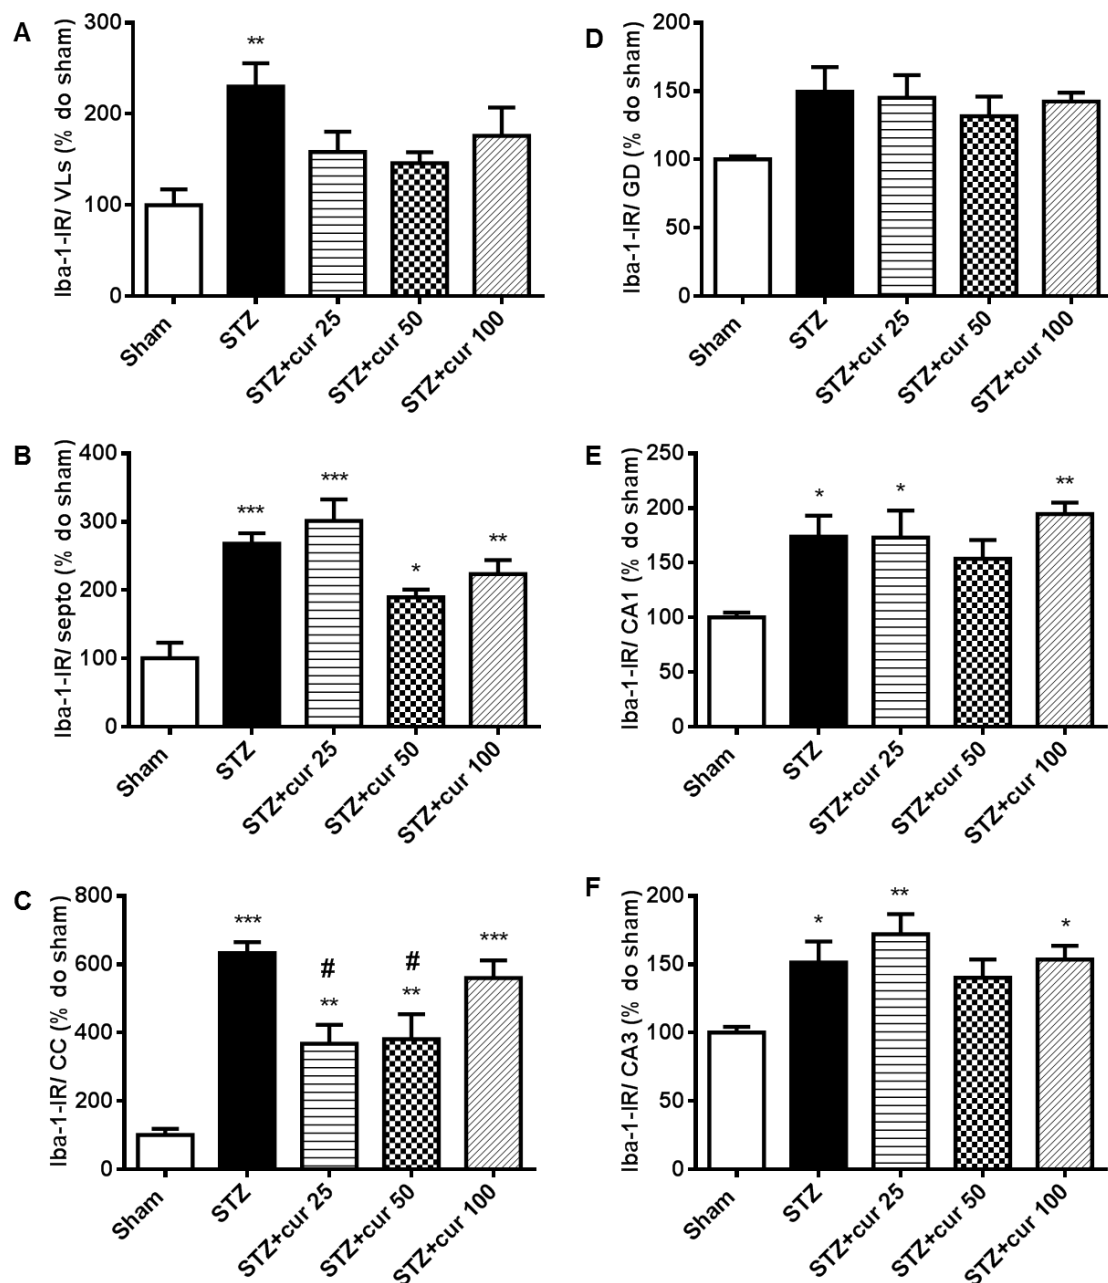 A
Iba-1-IR/ VLs (% do sham)
300
200
100
0
**
Sham
STZ
STZ+cur 25
STZ+cur 50
STZ+cur 100
D
Iba-1-IR/ GD (% do sham)
200
150
100
50
0
Sham
STZ
STZ+cur 25
STZ+cur 50
STZ+cur 100
B
Iba-1-IR/ septo (% do sham)
400
300
200
100
0
***
***
*
**
Sham
STZ
STZ+cur 25
STZ+cur 50
STZ+cur 100
E
Iba-1-IR/ CA1 (% do sham)
250
200
150
100
50
0
*
*
**
Sham
STZ
STZ+cur 25
STZ+cur 50
STZ+cur 100
C
Iba-1-IR/ CC (% do sham)
800
600
400
200
0
***
#
**
#
**
***
Sham
STZ
STZ+cur 25
STZ+cur 50
STZ+cur 100
F
Iba-1-IR/ CA3 (% do sham)
200
150
100
50
0
*
**
*
Sham
STZ
STZ+cur 25
STZ+cur 50
STZ+cur 100